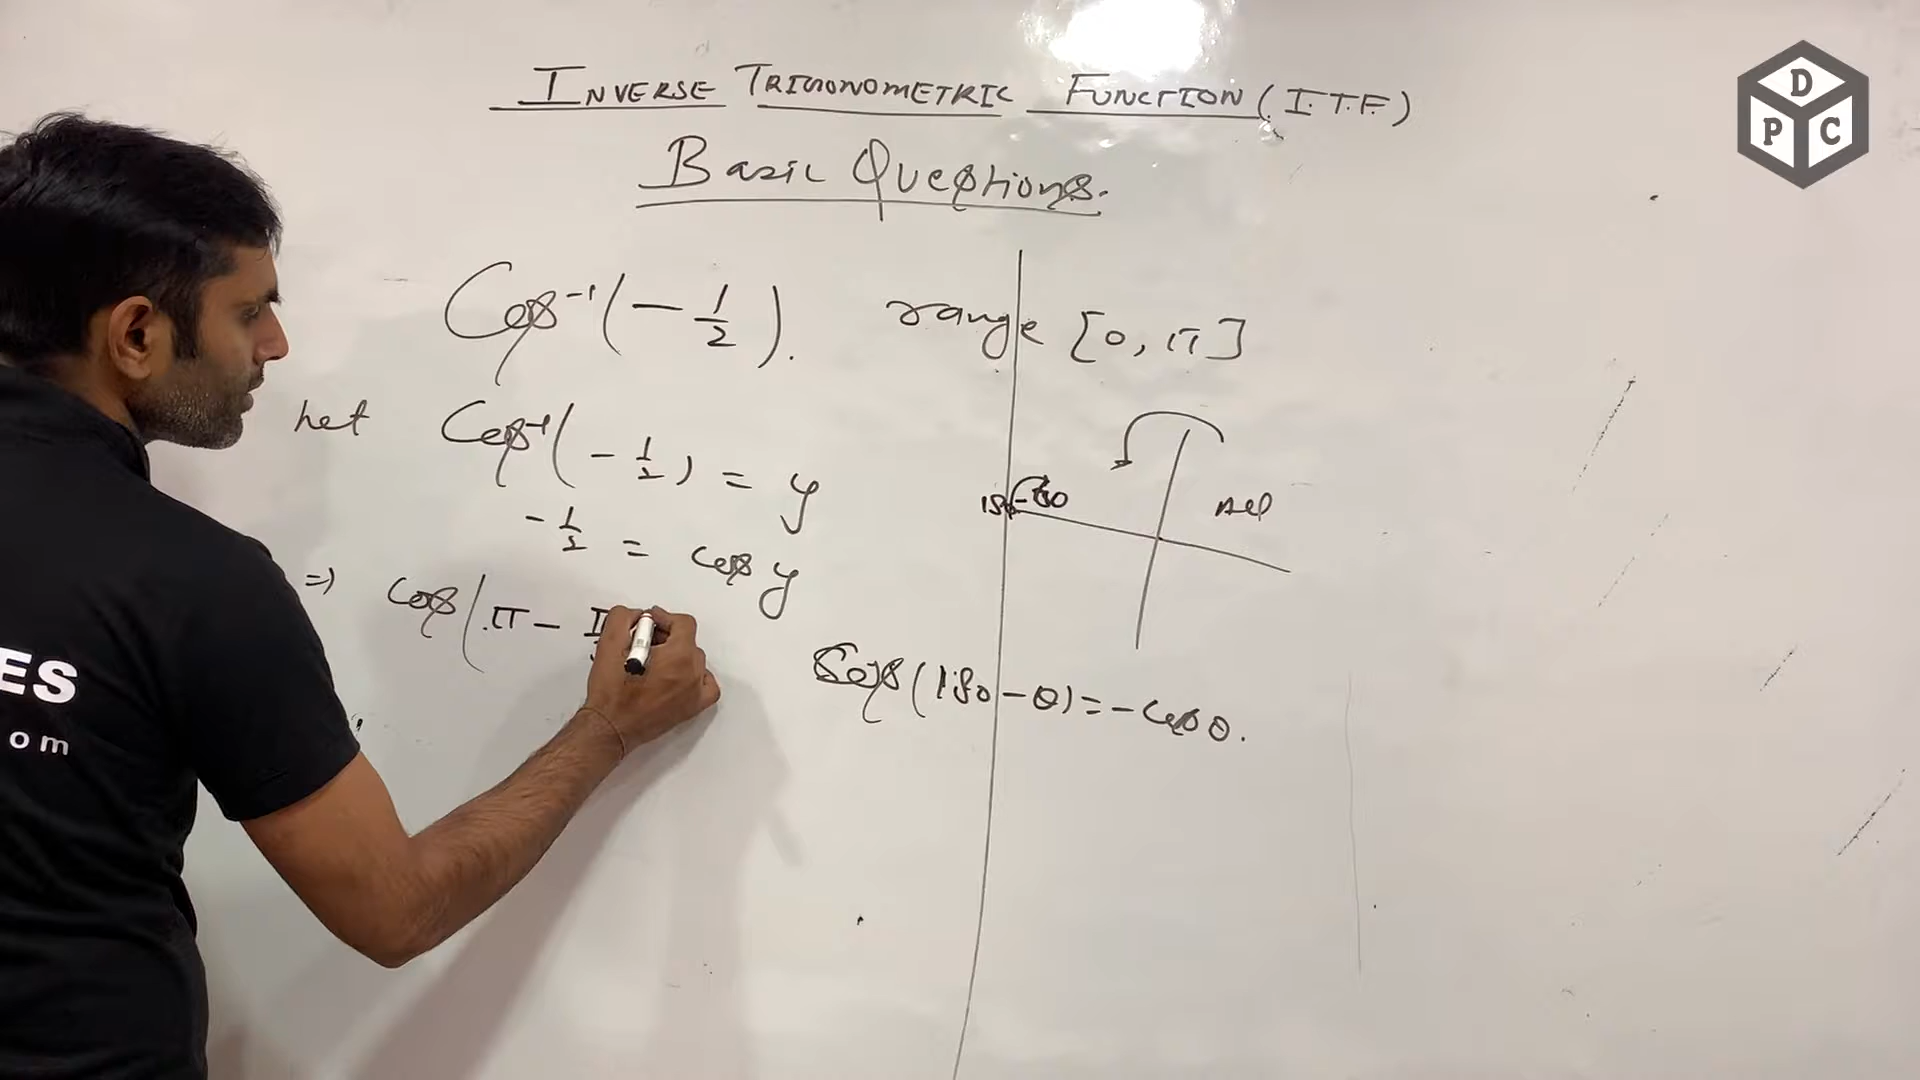 INVERSE TRIGONOMETRIC FUNCTION (I.T.F.)
Basic Questions.
Cos⁻¹(-1/2). range [0, π]
Let Cos⁻¹(-1/2) = y
-1/2 = cos y
⇒ Cos(π -
All
Cos(180-θ) = -Cosθ.
ES
om
D
P C